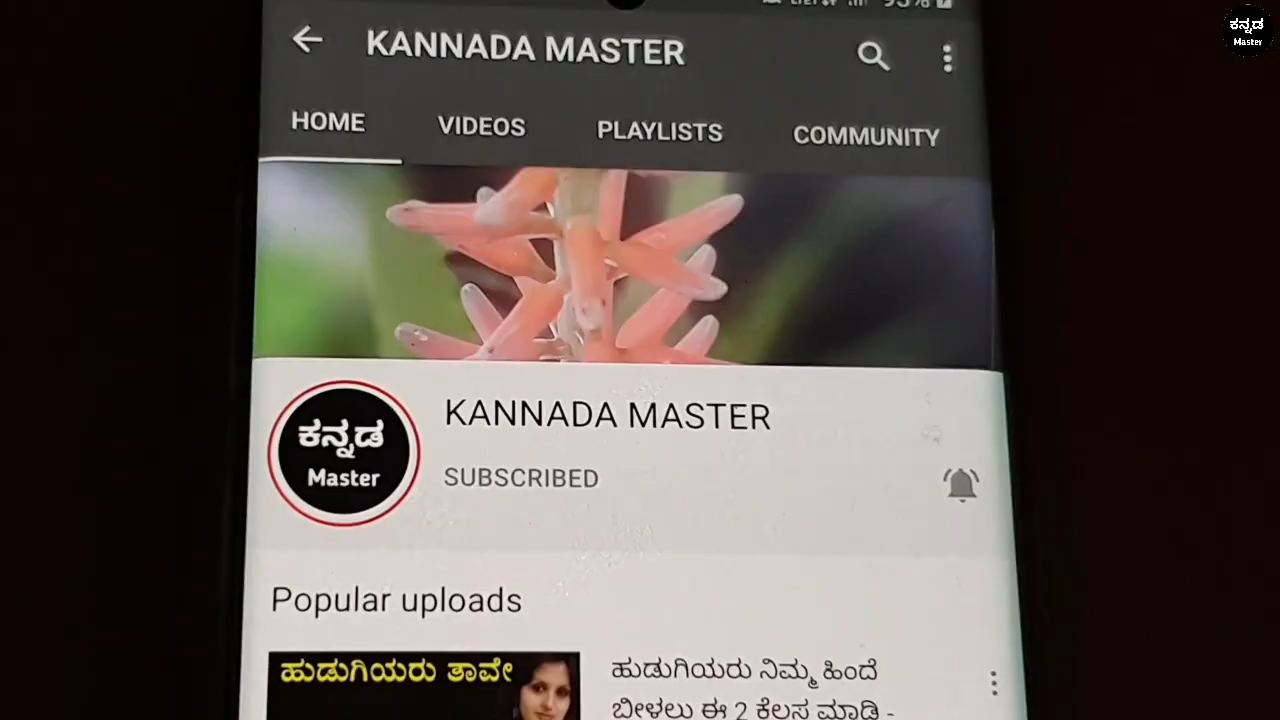 KANNADA MASTER
HOME VIDEOS PLAYLISTS COMMUNITY
ಕನ್ನಡ
Master
KANNADA MASTER
SUBSCRIBED
Popular uploads
ಹುಡುಗಿಯರು ತಾವೇ
ಹುಡುಗಿಯರು ನಿಮ್ಮ ಹಿಂದೆ
ಬೀಳಲು ಈ 2 ಕೆಲಸ ಮಾಡಿ -
ಕನ್ನಡ
Master